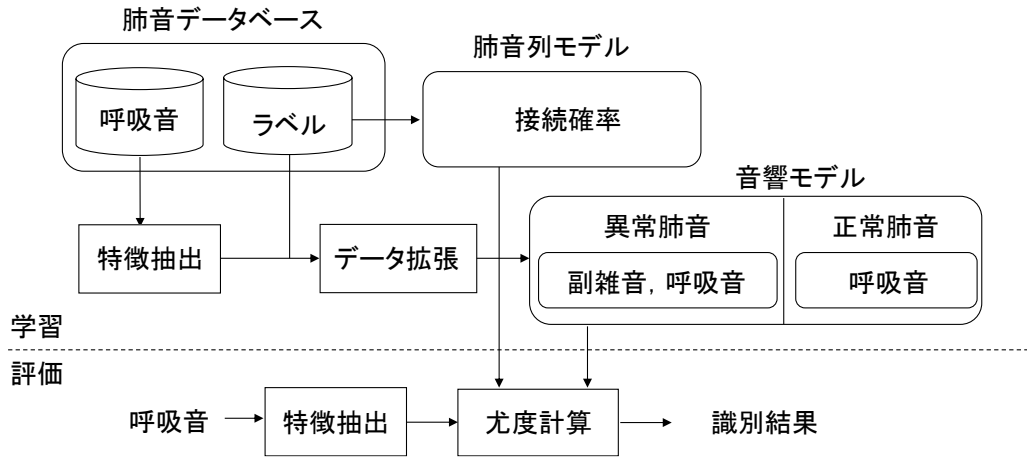 肺音データベース
肺音列モデル
呼吸音
ラベル
接続確率
音響モデル
特徴抽出
データ拡張
異常肺音
正常肺音
副雑音, 呼吸音
呼吸音
学習
評価
呼吸音
特徴抽出
尤度計算
識別結果